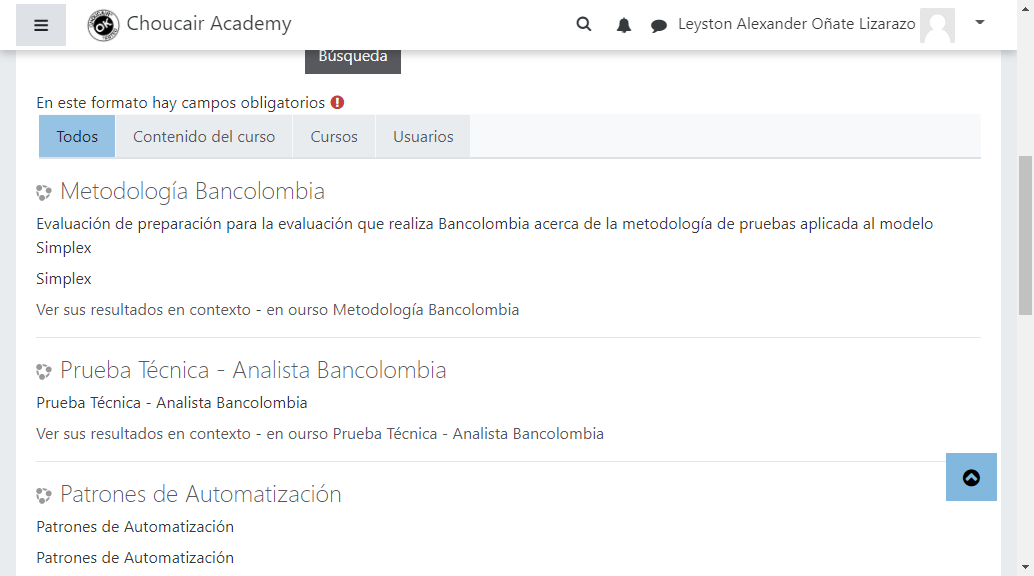 Choucair Academy
Leyston Alexander Oñate Lizarazo
Búsqueda
En este formato hay campos obligatorios
Todos
Contenido del curso
Cursos
Usuarios
Metodología Bancolombia
Evaluación de preparación para la evaluación que realiza Bancolombia acerca de la metodología de pruebas aplicada al modelo
Simplex
Simplex
Ver sus resultados en contexto - en ourso Metodología Bancolombia
Prueba Técnica - Analista Bancolombia
Prueba Técnica - Analista Bancolombia
Ver sus resultados en contexto - en ourso Prueba Técnica - Analista Bancolombia
Patrones de Automatización
Patrones de Automatización
Patrones de Automatización